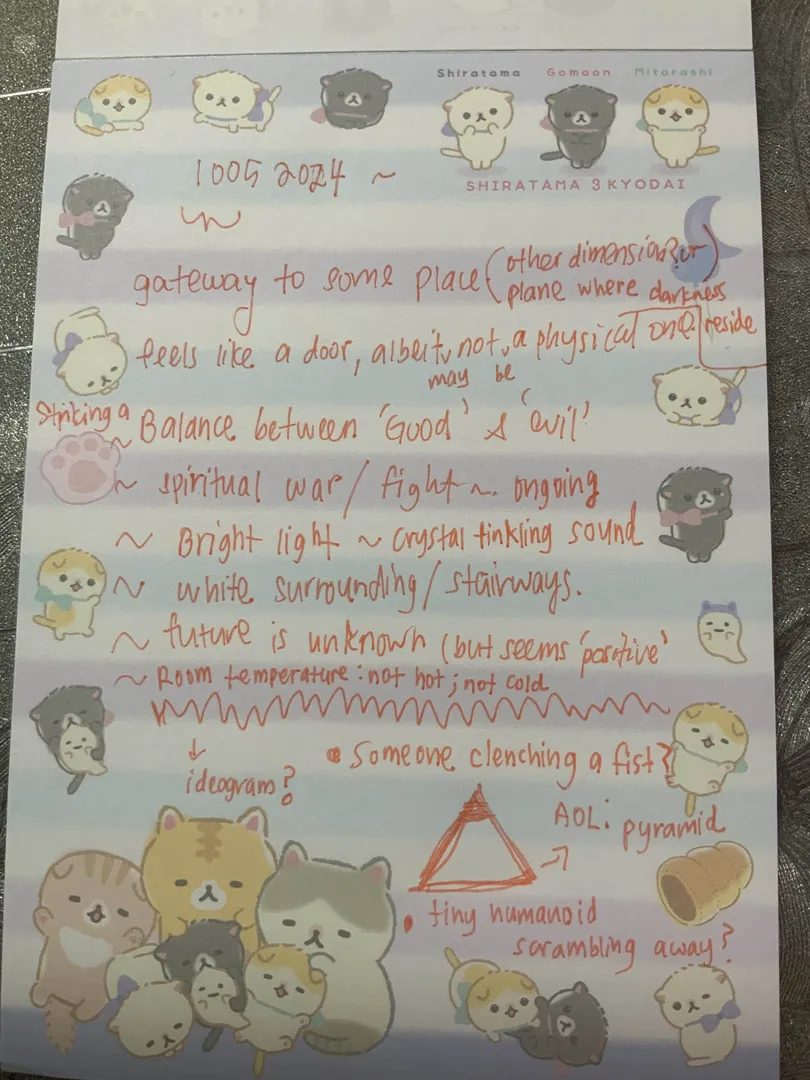 Shiratama Gomaon Mitarashi
SHIRATAMA 3 KYODAI
1005 2024 ~
gateway to some place (other dimension? or)
plane where darkness
reside
feels like a door, albeit, not, a physical one.
may be
Striking a
~ Balance between 'Good' & 'evil'
~ spiritual war / fight ~ ongoing
~ Bright light ~ crystal tinkling sound
~ white surrounding / stairways.
~ future is unknown (but seems 'positive'
~ Room temperature: not hot; not cold
↓
ideogram?
• Someone clenching a fist?
AOL: pyramid
• tiny humanoid
scrambling away?